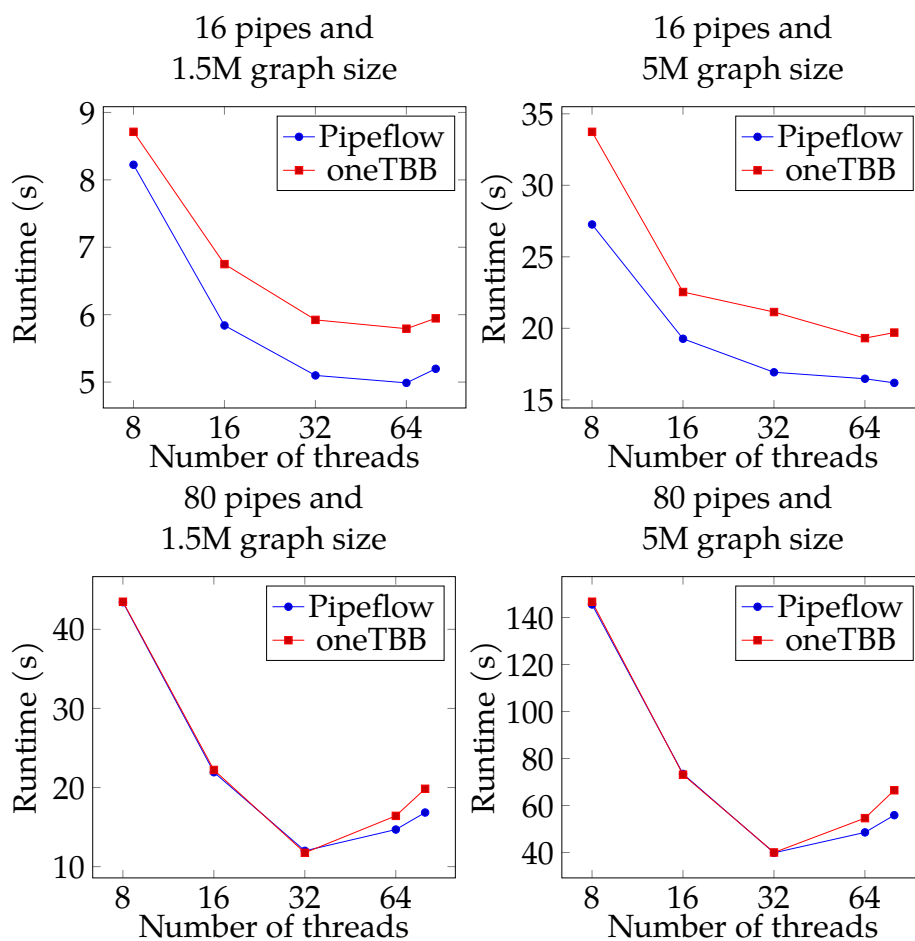 16 pipes and
1.5M graph size
9
8
7
6
5
Runtime (s)
Pipeflow
oneTBB
8 16 32 64
Number of threads
16 pipes and
5M graph size
35
30
25
20
15
Runtime (s)
Pipeflow
oneTBB
8 16 32 64
Number of threads
80 pipes and
1.5M graph size
40
30
20
10
Runtime (s)
Pipeflow
oneTBB
8 16 32 64
Number of threads
80 pipes and
5M graph size
140
120
100
80
60
40
Runtime (s)
Pipeflow
oneTBB
8 16 32 64
Number of threads